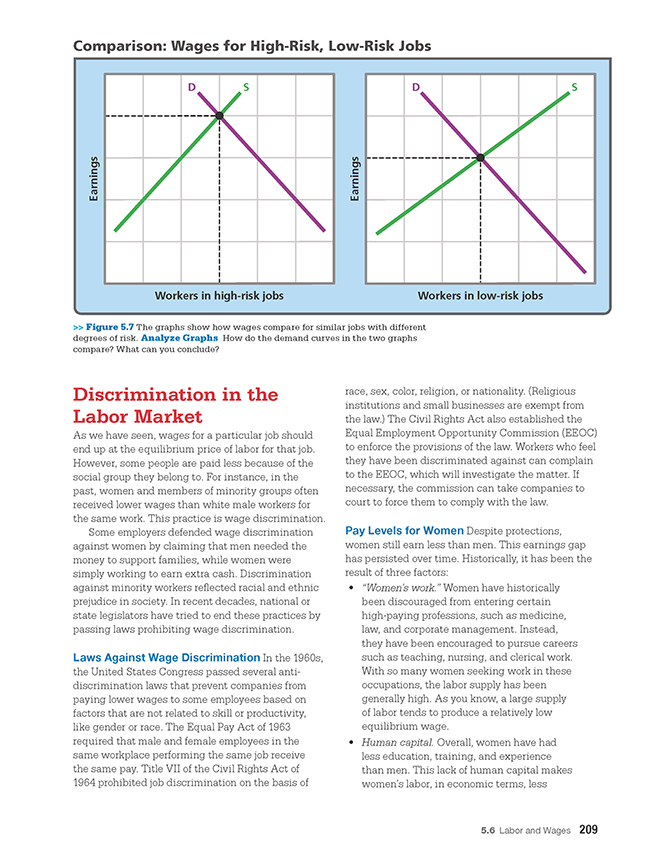 Comparison: Wages for High-Risk, Low-Risk Jobs
D
S
Earnings
Workers in high-risk jobs
D
S
Earnings
Workers in low-risk jobs
>> Figure 5.7 The graphs show how wages compare for similar jobs with different
degrees of risk. Analyze Graphs How do the demand curves in the two graphs
compare? What can you conclude?
Discrimination in the
Labor Market
As we have seen, wages for a particular job should
end up at the equilibrium price of labor for that job.
However, some people are paid less because of the
social group they belong to. For instance, in the
past, women and members of minority groups often
received lower wages than white male workers for
the same work. This practice is wage discrimination.
Some employers defended wage discrimination
against women by claiming that men needed the
money to support families, while women were
simply working to earn extra cash. Discrimination
against minority workers reflected racial and ethnic
prejudice in society. In recent decades, national or
state legislators have tried to end these practices by
passing laws prohibiting wage discrimination.
Laws Against Wage Discrimination In the 1960s,
the United States Congress passed several anti-
discrimination laws that prevent companies from
paying lower wages to some employees based on
factors that are not related to skill or productivity,
like gender or race. The Equal Pay Act of 1963
required that male and female employees in the
same workplace performing the same job receive
the same pay. Title VII of the Civil Rights Act of
1964 prohibited job discrimination on the basis of
race, sex, color, religion, or nationality. (Religious
institutions and small businesses are exempt from
the law.) The Civil Rights Act also established the
Equal Employment Opportunity Commission (EEOC)
to enforce the provisions of the law. Workers who feel
they have been discriminated against can complain
to the EEOC, which will investigate the matter. If
necessary, the commission can take companies to
court to force them to comply with the law.
Pay Levels for Women Despite protections,
women still earn less than men. This earnings gap
has persisted over time. Historically, it has been the
result of three factors:
• "Women's work." Women have historically
been discouraged from entering certain
high-paying professions, such as medicine,
law, and corporate management. Instead,
they have been encouraged to pursue careers
such as teaching, nursing, and clerical work.
With so many women seeking work in these
occupations, the labor supply has been
generally high. As you know, a large supply
of labor tends to produce a relatively low
equilibrium wage.
• Human capital. Overall, women have had
less education, training, and experience
than men. This lack of human capital makes
women's labor, in economic terms, less
5.6 Labor and Wages 209